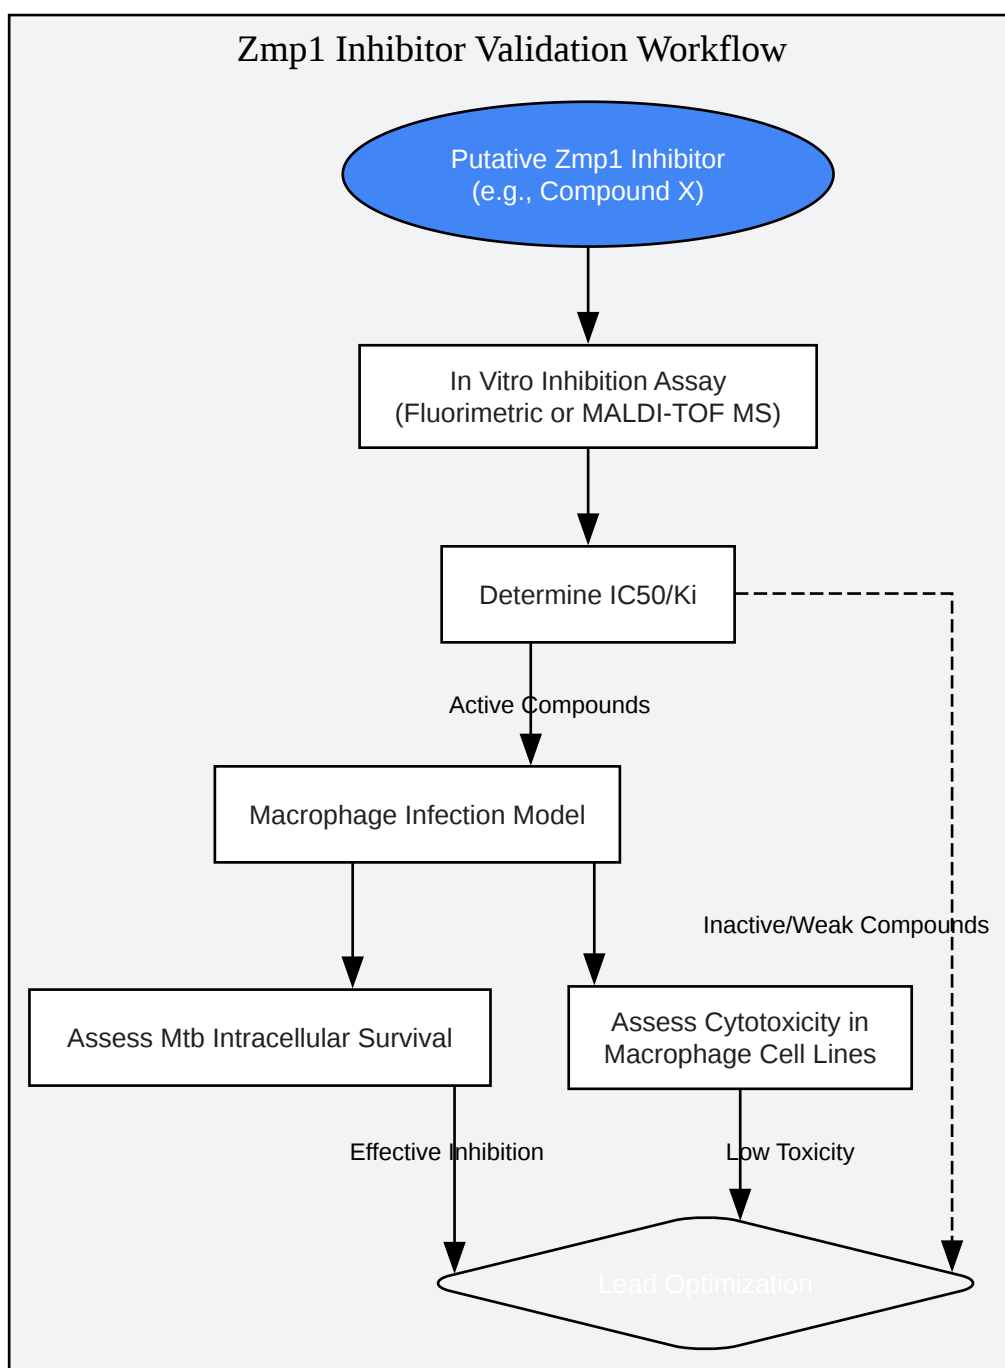 Zmp1 Inhibitor Validation Workflow
Putative Zmp1 Inhibitor
(e.g., Compound X)
In Vitro Inhibition Assay
(Fluorimetric or MALDI-TOF MS)
Determine IC50/Ki
Active Compounds
Macrophage Infection Model
Inactive/Weak Compounds
Assess Mtb Intracellular Survival
Assess Cytotoxicity in
Macrophage Cell Lines
Effective Inhibition
Low Toxicity
Lead Optimization